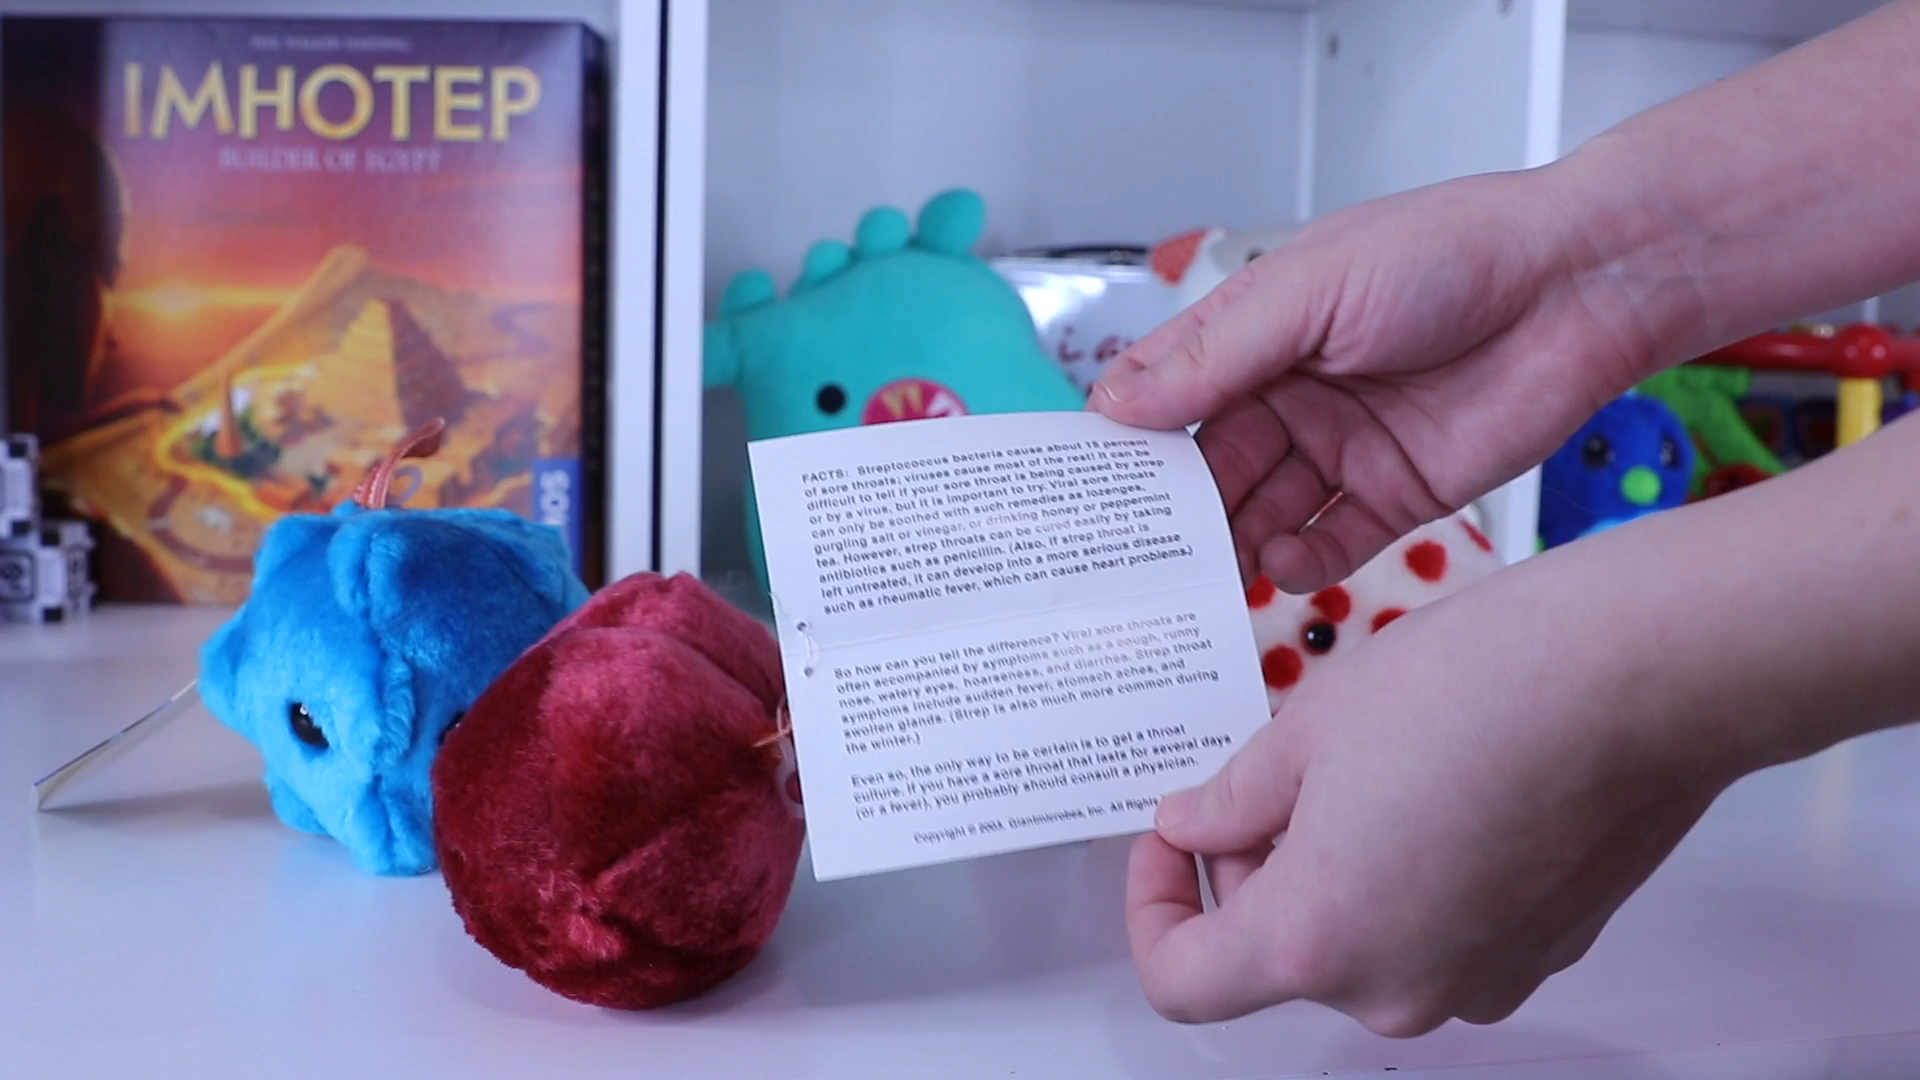 IMHOTEP
BUILDER OF EGYPT
i a
FACTS: Streptococcus bacteria cause about 15 percent
of sore throats; viruses cause most of the rest! It can be
difficult to tell if your sore throat is being caused by strep
or by a virus, but it is important to try. Viral sore throats
can only be soothed with such remedies as lozenges,
gurgling salt or vinegar, or drinking honey or peppermint
tea. However, strep throats can be cured easily by taking
antibiotics such as penicillin. (Also, if strep throat is
left untreated, it can develop into a more serious disease
such as rheumatic fever, which can cause heart problems.)
So how can you tell the difference? Viral sore throats are
often accompanied by symptoms such as a cough, runny
nose, watery eyes, hoarseness, and diarrhea. Strep throat
symptoms include sudden fever, stomach aches, and
swollen glands. (Strep is also much more common during
the winter.)
Even so, the only way to be certain is to get a throat
culture. If you have a sore throat that lasts for several days
(or a fever), you probably should consult a physician.
Copyright © Giantmicrobes, Inc. All Rights